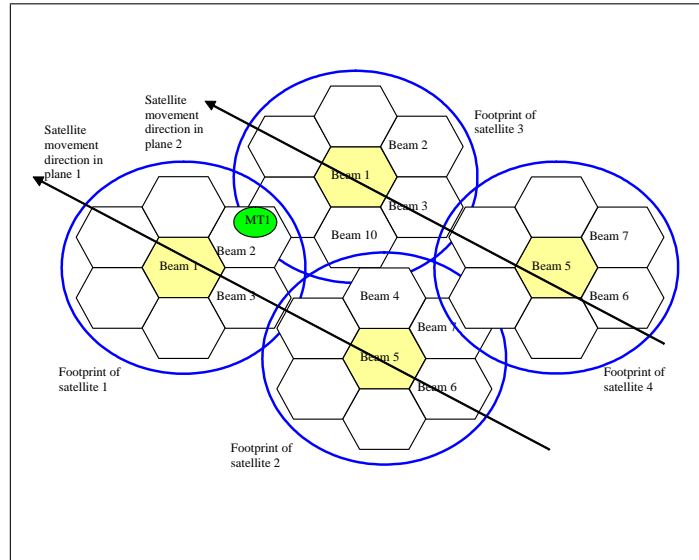 Satellite
movement
direction in
plane 2
Satellite
movement
direction in
plane 1
Footprint of
satellite 3
Beam 2
Beam 1
Beam 3
Beam 10
MT1
Beam 2
Beam 1
Beam 3
Beam 7
Beam 5
Beam 6
Beam 4
Beam 7
Beam 5
Beam 6
Footprint of
satellite 1
Footprint of
satellite 4
Footprint of
satellite 2